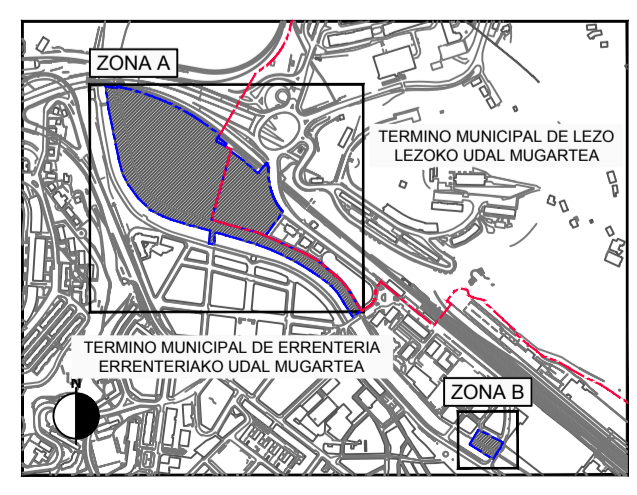 ZONA A
TERMINO MUNICIPAL DE LEZO
LEZOKO UDAL MUGARTEA
TERMINO MUNICIPAL DE ERRENTERIA
ERRENTERIAKO UDAL MUGARTEA
N
ZONA B